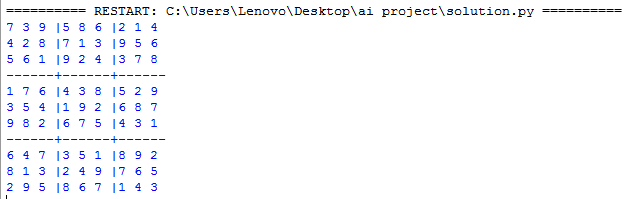 ========== RESTART: C:\Users\Lenovo\Desktop\ai project\solution.py ==========
7 3 9 |5 8 6 |2 1 4
4 2 8 |7 1 3 |9 5 6
5 6 1 |9 2 4 |3 7 8
------+------+------
1 7 6 |4 3 8 |5 2 9
3 5 4 |1 9 2 |6 8 7
9 8 2 |6 7 5 |4 3 1
------+------+------
6 4 7 |3 5 1 |8 9 2
8 1 3 |2 4 9 |7 6 5
2 9 5 |8 6 7 |1 4 3